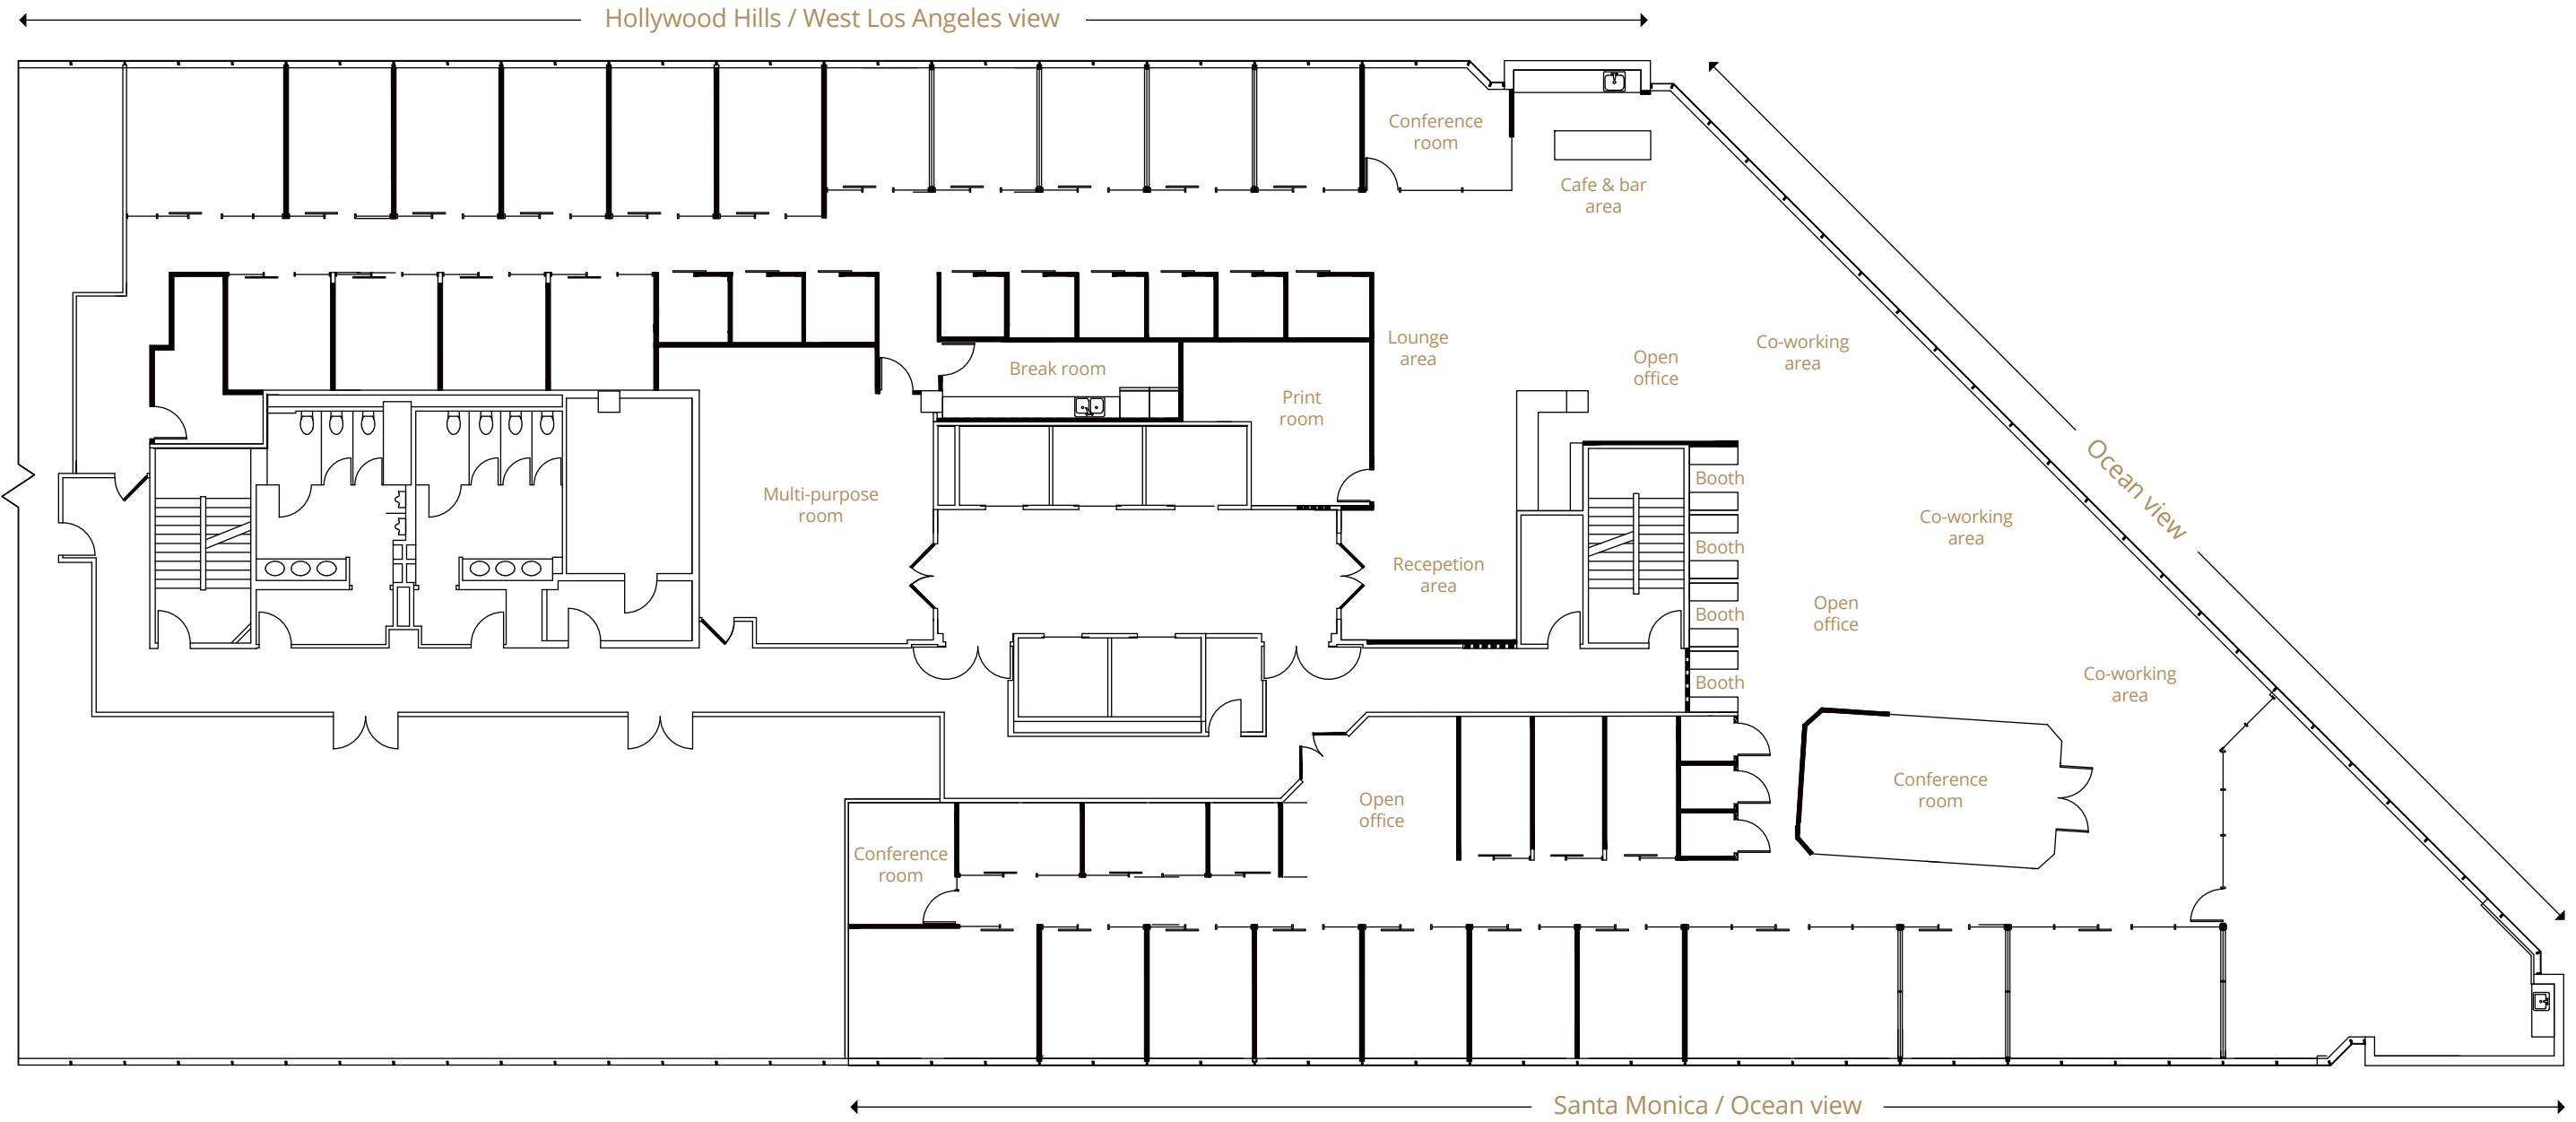 Hollywood Hills / West Los Angeles view
Conference
room
Cafe & bar
area
Lounge
area
Open
office
Co-working
area
Break room
Print
room
Ocean view
Multi-purpose
room
Booth
Co-working
area
Booth
Recepetion
area
Booth
Open
office
Booth
Co-working
area
Conference
room
Open
office
Conference
room
Santa Monica / Ocean view